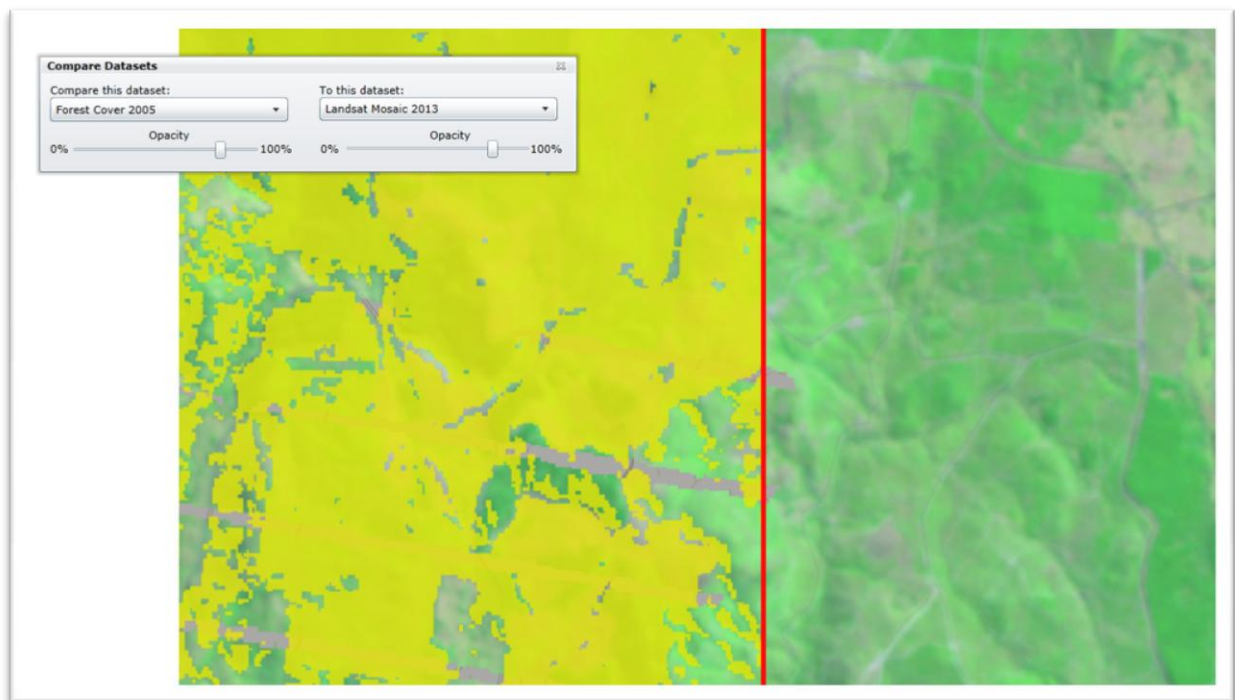 Compare Datasets
Compare this dataset: To this dataset:
Forest Cover 2005 Landsat Mosaic 2013
Opacity Opacity
0% 100% 0% 100%